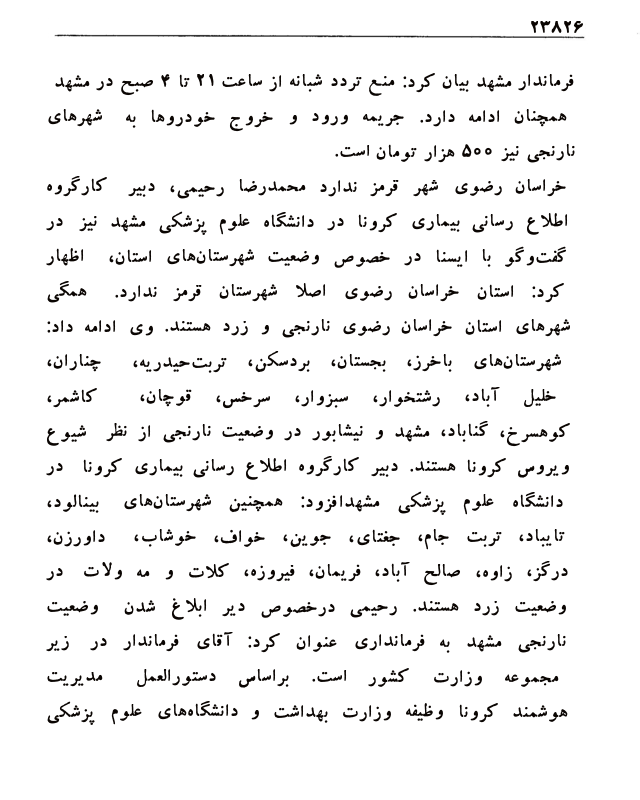 ۲۳۸۲۶
فرماندار مشهد بیان کرد: منع تردد شبانه از ساعت ۲۱ تا ۴ صبح در مشهد
همچنان ادامه دارد. جریمه ورود و خروج خودروها به شهرهای
نارنجی نیز ۵۰۰ هزار تومان است.
خراسان رضوی شهر قرمز ندارد محمدرضا رحیمی، دبیر کارگروه
اطلاع رسانی بیماری کرونا در دانشگاه علوم پزشکی مشهد نیز در
گفت‌وگو با ایسنا در خصوص وضعیت شهرستان‌های استان، اظهار
کرد: استان خراسان رضوی اصلا شهرستان قرمز ندارد. همگی
شهرهای استان خراسان رضوی نارنجی و زرد هستند. وی ادامه داد:
شهرستان‌های باخرز، بجستان، بردسکن، تربت‌حیدریه، چناران،
خلیل آباد، رشتخوار، سبزوار، سرخس، قوچان، کاشمر،
کوهسرخ، گناباد، مشهد و نیشابور در وضعیت نارنجی از نظر شیوع
ویروس کرونا هستند. دبیر کارگروه اطلاع رسانی بیماری کرونا در
دانشگاه علوم پزشکی مشهدافزود: همچنین شهرستان‌های بینالود،
تایباد، تربت جام، جغتای، جوین، خواف، خوشاب، داورزن،
درگز، زاوه، صالح آباد، فریمان، فیروزه، کلات و مه ولات در
وضعیت زرد هستند. رحیمی درخصوص دیر ابلاغ شدن وضعیت
نارنجی مشهد به فرمانداری عنوان کرد: آقای فرماندار در زیر
مجموعه وزارت کشور است. براساس دستورالعمل مدیریت
هوشمند کرونا وظیفه وزارت بهداشت و دانشگاه‌های علوم پزشکی